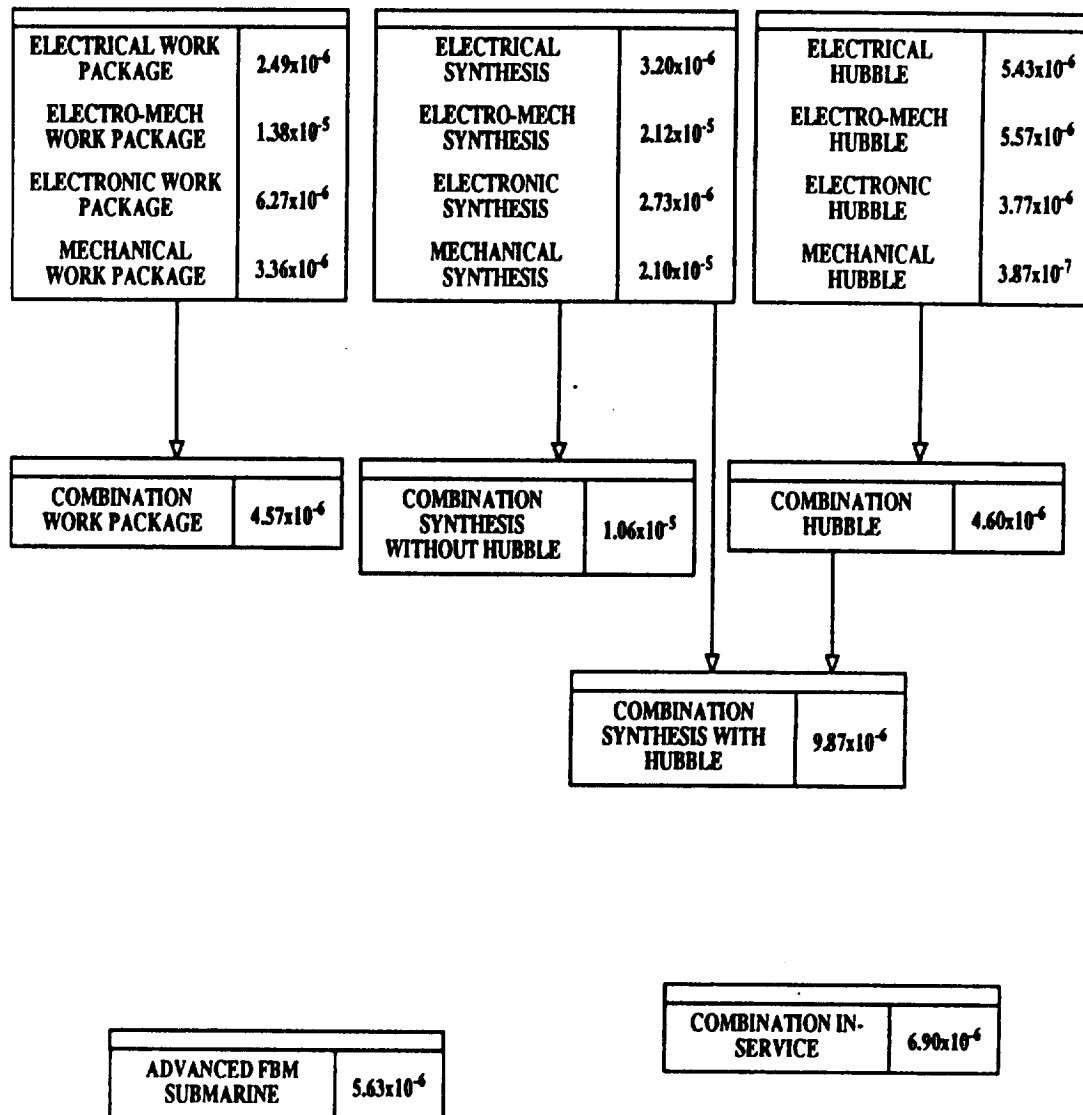 ELECTRICAL WORK
PACKAGE
2.49x10⁻⁶
ELECTRO-MECH
WORK PACKAGE
1.38x10⁻⁵
ELECTRONIC WORK
PACKAGE
6.27x10⁻⁶
MECHANICAL
WORK PACKAGE
3.36x10⁻⁶
ELECTRICAL
SYNTHESIS
3.20x10⁻⁶
ELECTRO-MECH
SYNTHESIS
2.12x10⁻⁵
ELECTRONIC
SYNTHESIS
2.73x10⁻⁶
MECHANICAL
SYNTHESIS
2.10x10⁻⁵
ELECTRICAL
HUBBLE
5.43x10⁻⁶
ELECTRO-MECH
HUBBLE
5.57x10⁻⁶
ELECTRONIC
HUBBLE
3.77x10⁻⁶
MECHANICAL
HUBBLE
3.87x10⁻⁷
COMBINATION
WORK PACKAGE
4.57x10⁻⁶
COMBINATION
SYNTHESIS
WITHOUT HUBBLE
1.06x10⁻⁵
COMBINATION
HUBBLE
4.60x10⁻⁶
COMBINATION
SYNTHESIS WITH
HUBBLE
9.87x10⁻⁶
COMBINATION IN-
SERVICE
6.90x10⁻⁶
ADVANCED FBM
SUBMARINE
5.63x10⁻⁶